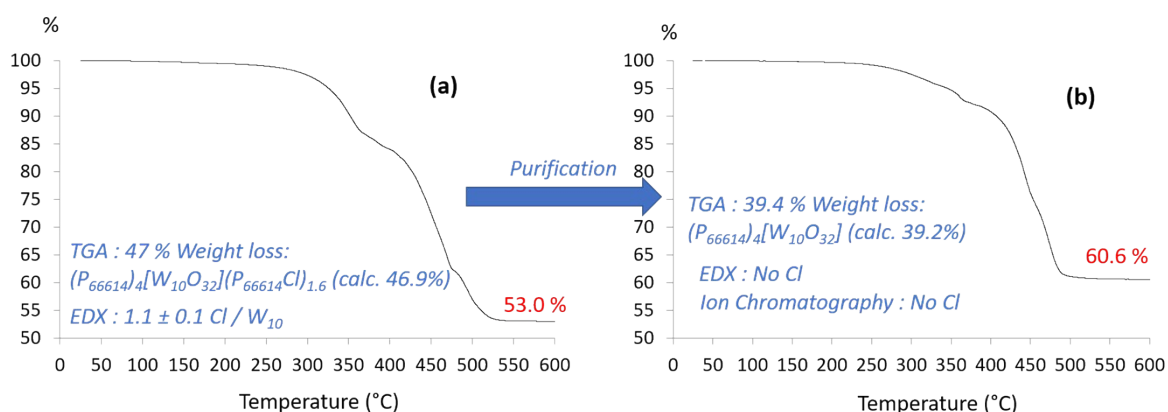 %
(a)
100
95
90
85
80
75
70
65
60
55
50
0 50 100 150 200 250 300 350 400 450 500 550 600
Temperature (°C)
TGA : 47 % Weight loss:
(P₆₆₆₁₄)₄[W₁₀O₃₂](P₆₆₆₁₄Cl)₁.₆ (calc. 46.9%)
EDX : 1.1 ± 0.1 Cl / W₁₀
53.0 %
Purification
%
(b)
100
95
90
85
80
75
70
65
60
55
50
0 50 100 150 200 250 300 350 400 450 500 550 600
Temperature (°C)
TGA : 39.4 % Weight loss:
(P₆₆₆₁₄)₄[W₁₀O₃₂] (calc. 39.2%)
EDX : No Cl
Ion Chromatography : No Cl
60.6 %